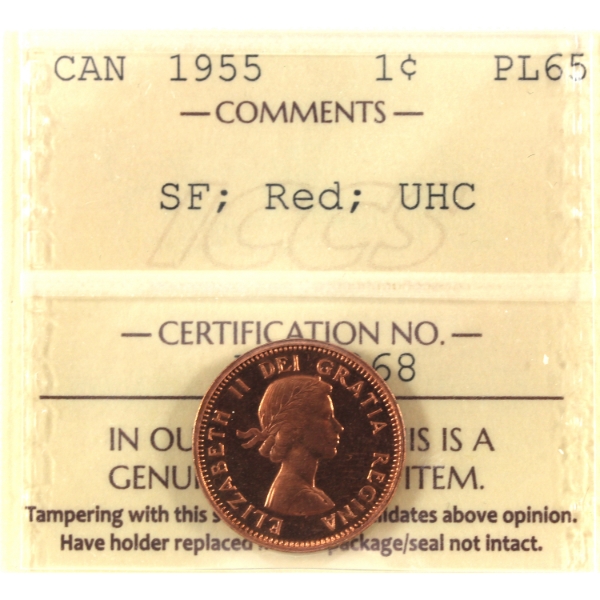 CAN 1955 1¢ PL65
—COMMENTS—
SF; Red; UHC
ICCS
—CERTIFICATION NO.—
68
ELIZABETH II DEI GRATIA REGINA
IN OU IS IS A
GENU ITEM.
Tampering with this s idates above opinion.
Have holder replaced package/seal not intact.